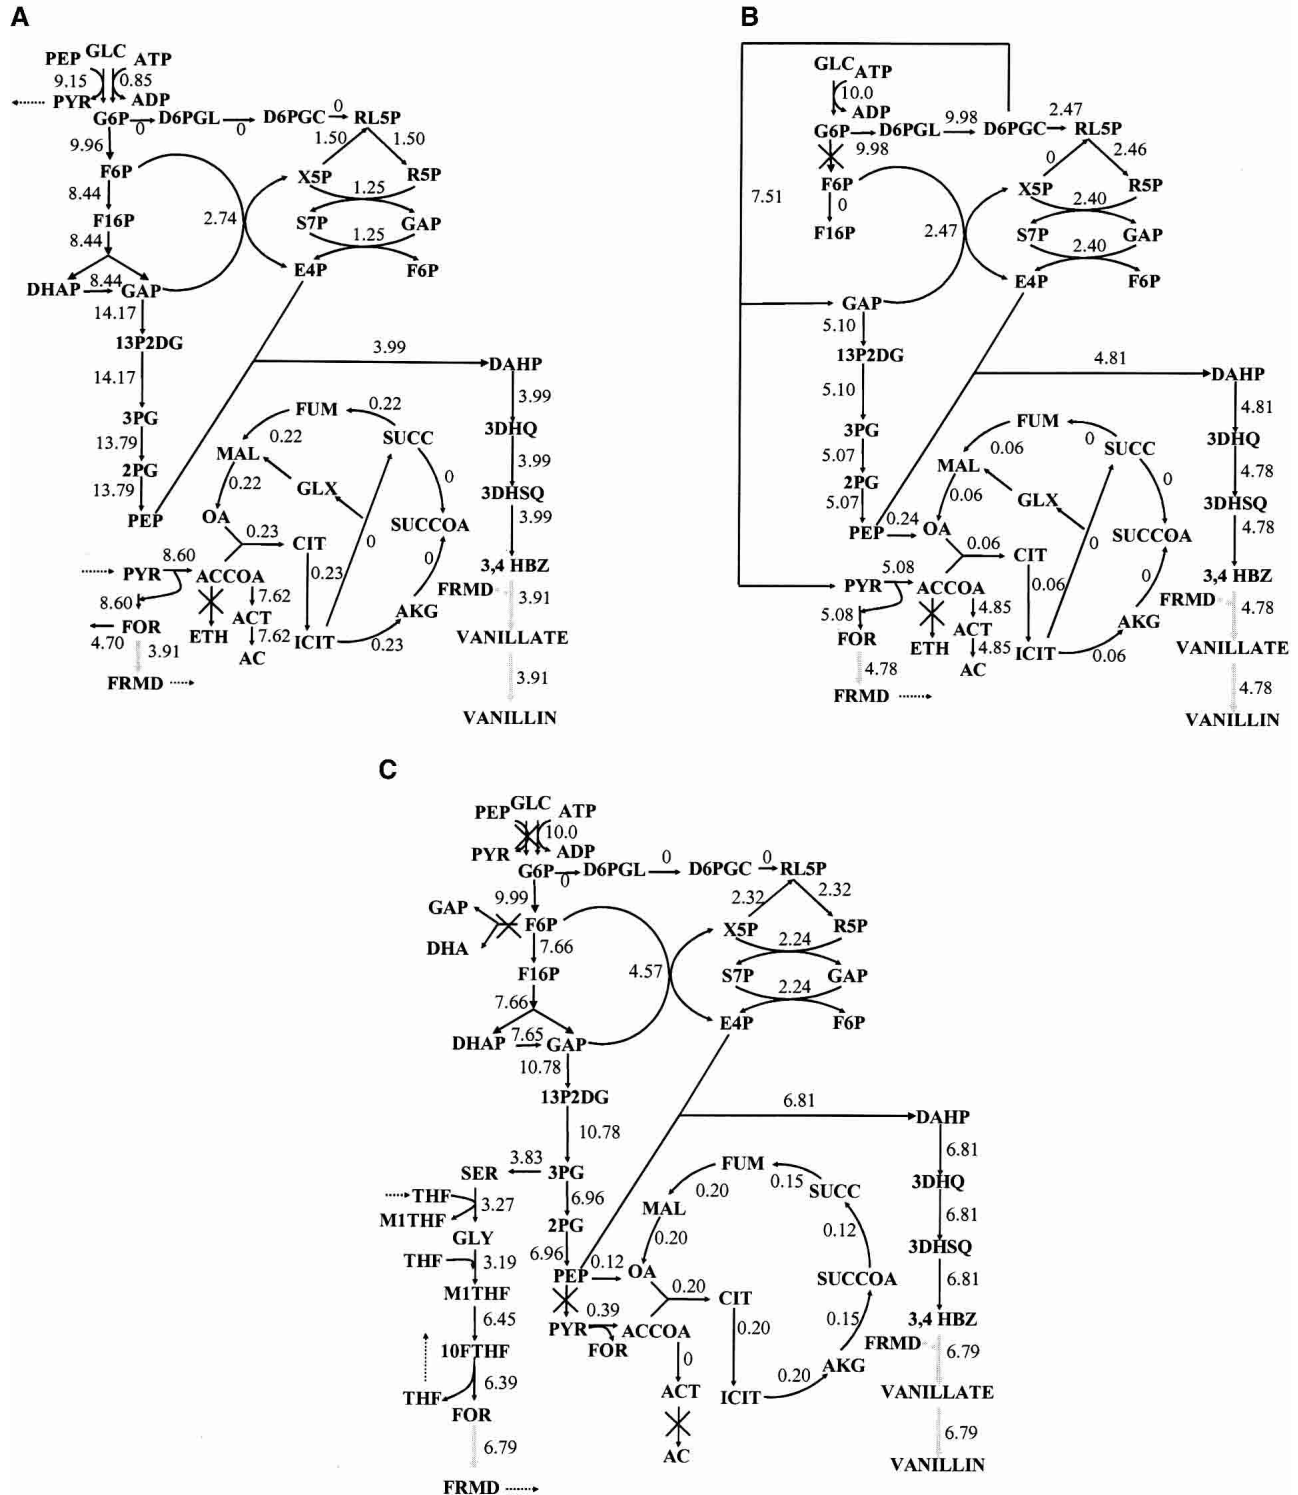 A
PEP GLC ATP
9.15 0.85
PYR ADP
G6P 0 D6PGL 0 D6PGC 0 RL5P
9.96 1.50 1.50
F6P X5P R5P
8.44 1.25
F16P 2.74 S7P GAP
8.44 1.25
DHAP 8.44 GAP E4P F6P
14.17
13P2DG
3.99 DAHP
14.17 3.99
FUM 0.22
3PG 0.22 SUCC 3DHQ
13.79 MAL 3.99
2PG 0.22 GLX 0 3DHSQ
13.79
PEP OA SUCCOA 3.99
0.23 CIT 0
8.60 0
PYR ACCOA 0.23 3,4 HBZ
8.60 7.62 FRMD 3.91
FOR ACT AKG
4.70 3.91 ETH 7.62 ICIT 0.23 VANILLATE
AC
FRMD 3.91
VANILLIN
B
GLC ATP
10.0
ADP
G6P 9.98 D6PGL 9.98 D6PGC 2.47 RL5P
0 2.46
F6P X5P R5P
7.51 0 2.40
F16P 2.47 S7P GAP
2.40
E4P F6P
GAP
5.10
13P2DG
4.81 DAHP
5.10 4.81
FUM 0
3PG 0.06 SUCC 3DHQ
5.07 MAL 4.78
2PG 0.06 GLX 0 3DHSQ
5.07
PEP 0.24 OA SUCCOA 4.78
0.06 CIT 0
5.08 0
PYR ACCOA 0.06 3,4 HBZ
5.08 4.85 FRMD 4.78
FOR ACT AKG
4.78 ETH 4.85 ICIT 0.06 VANILLATE
AC
FRMD 4.78
VANILLIN
C
PEP GLC ATP
10.0
PYR ADP
G6P 0 D6PGL 0 D6PGC 0 RL5P
9.99 2.32 2.32
GAP F6P X5P R5P
DHA 7.66 2.24
F16P 4.57 S7P GAP
7.66 2.24
DHAP 7.65 GAP E4P F6P
10.78
13P2DG
6.81 DAHP
10.78 6.81
SER 3.83 3PG FUM 0.15 SUCC 3DHQ
THF 3.27 6.96 0.20
M1THF 2PG MAL 0.12 6.81
GLY 0.20 3DHSQ
THF 3.19 6.96 PEP 0.12 OA SUCCOA 6.81
M1THF 0.20 CIT
6.45 PYR 0.39 ACCOA 0.20 0.15 3,4 HBZ
10FTHF FOR 0 FRMD 6.79
AKG
THF 6.39 ACT ICIT 0.20 VANILLATE
FOR
6.79 AC 6.79
VANILLIN
FRMD